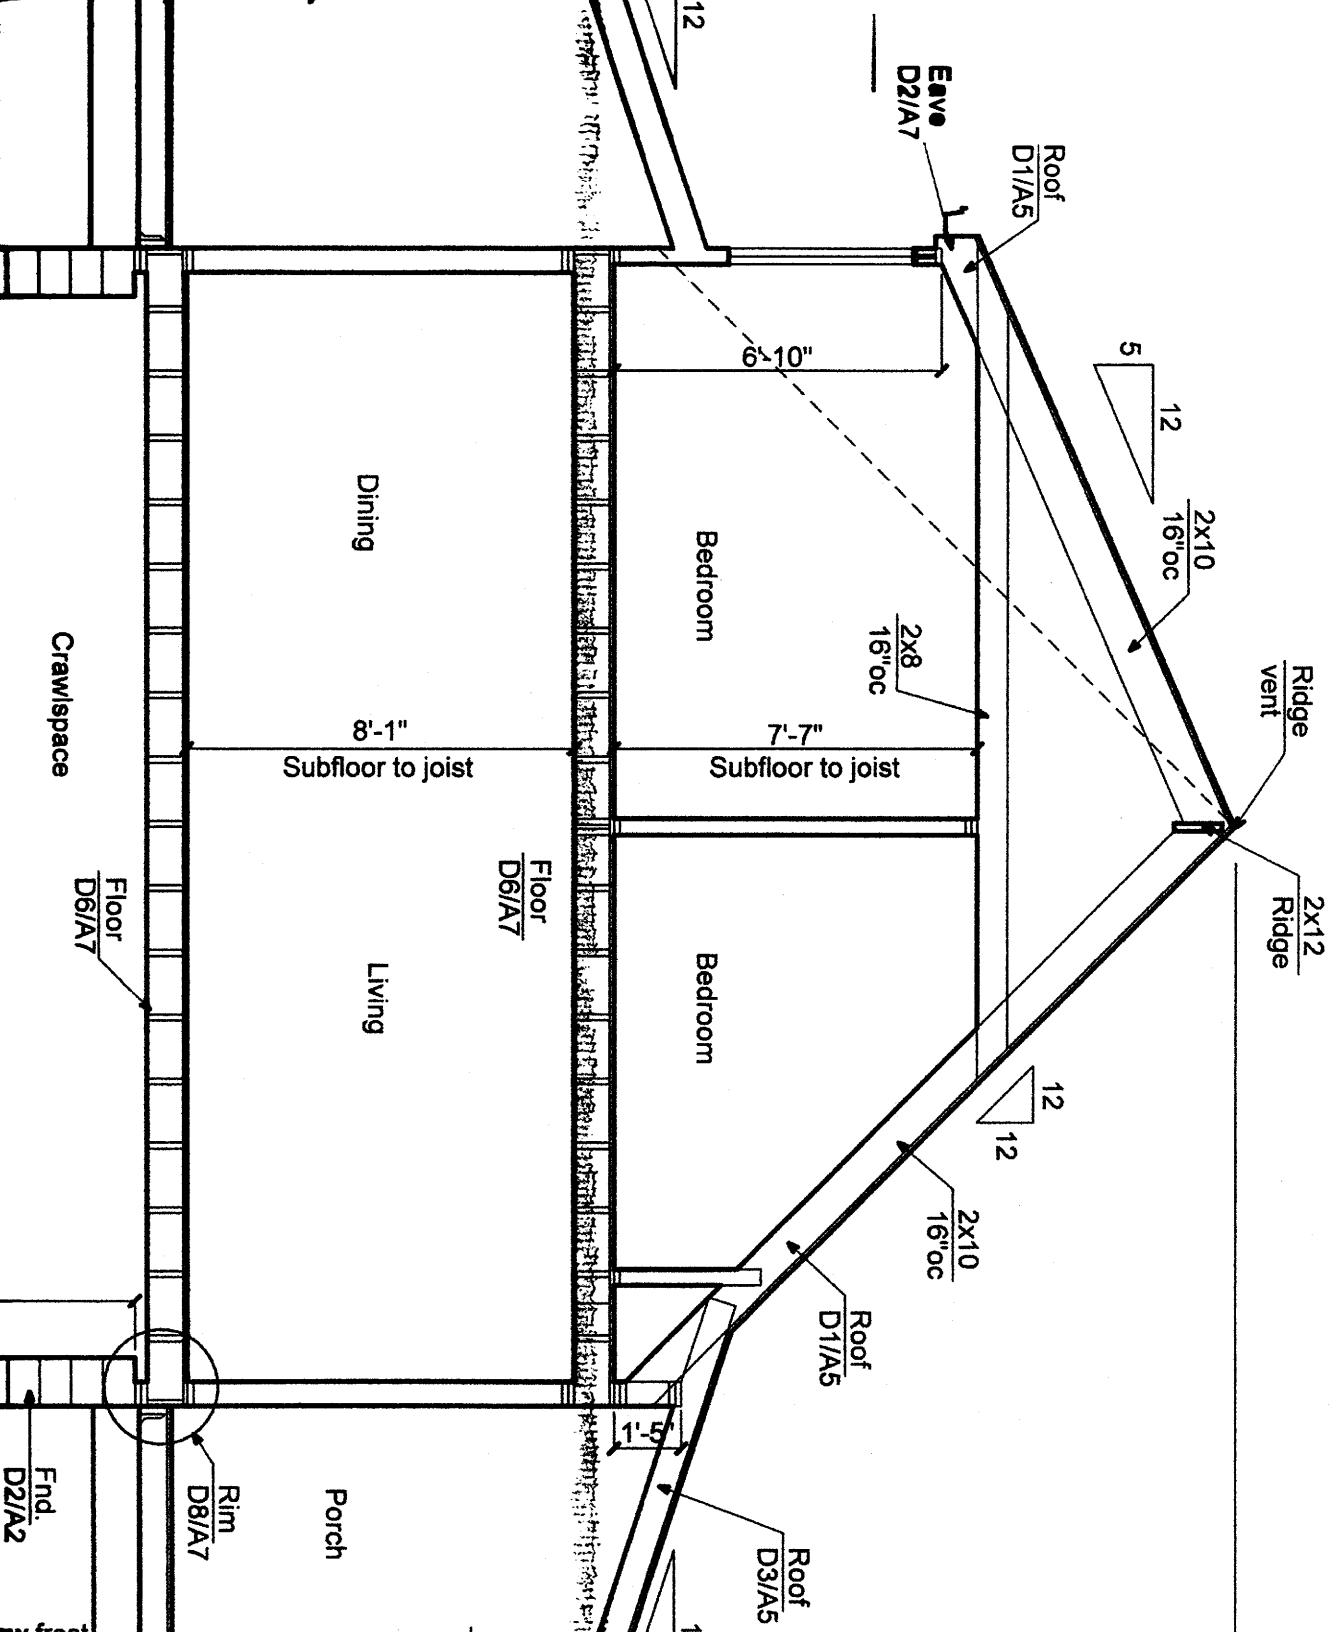 12
Eave
D2/A7
Roof
D1/A5
5
12
2x10
16"oc
Ridge
vent
2x12
Ridge
6'-10"
Bedroom
2x8
16"oc
7'-7"
Subfloor to joist
Bedroom
12
12
2x10
16"oc
Roof
D1/A5
Roof
D3/A5
1'-5"
Dining
8'-1"
Subfloor to joist
Floor
D6/A7
Living
Crawlspace
Floor
D6/A7
Rim
D8/A7
Porch
Fnd.
D2/A2